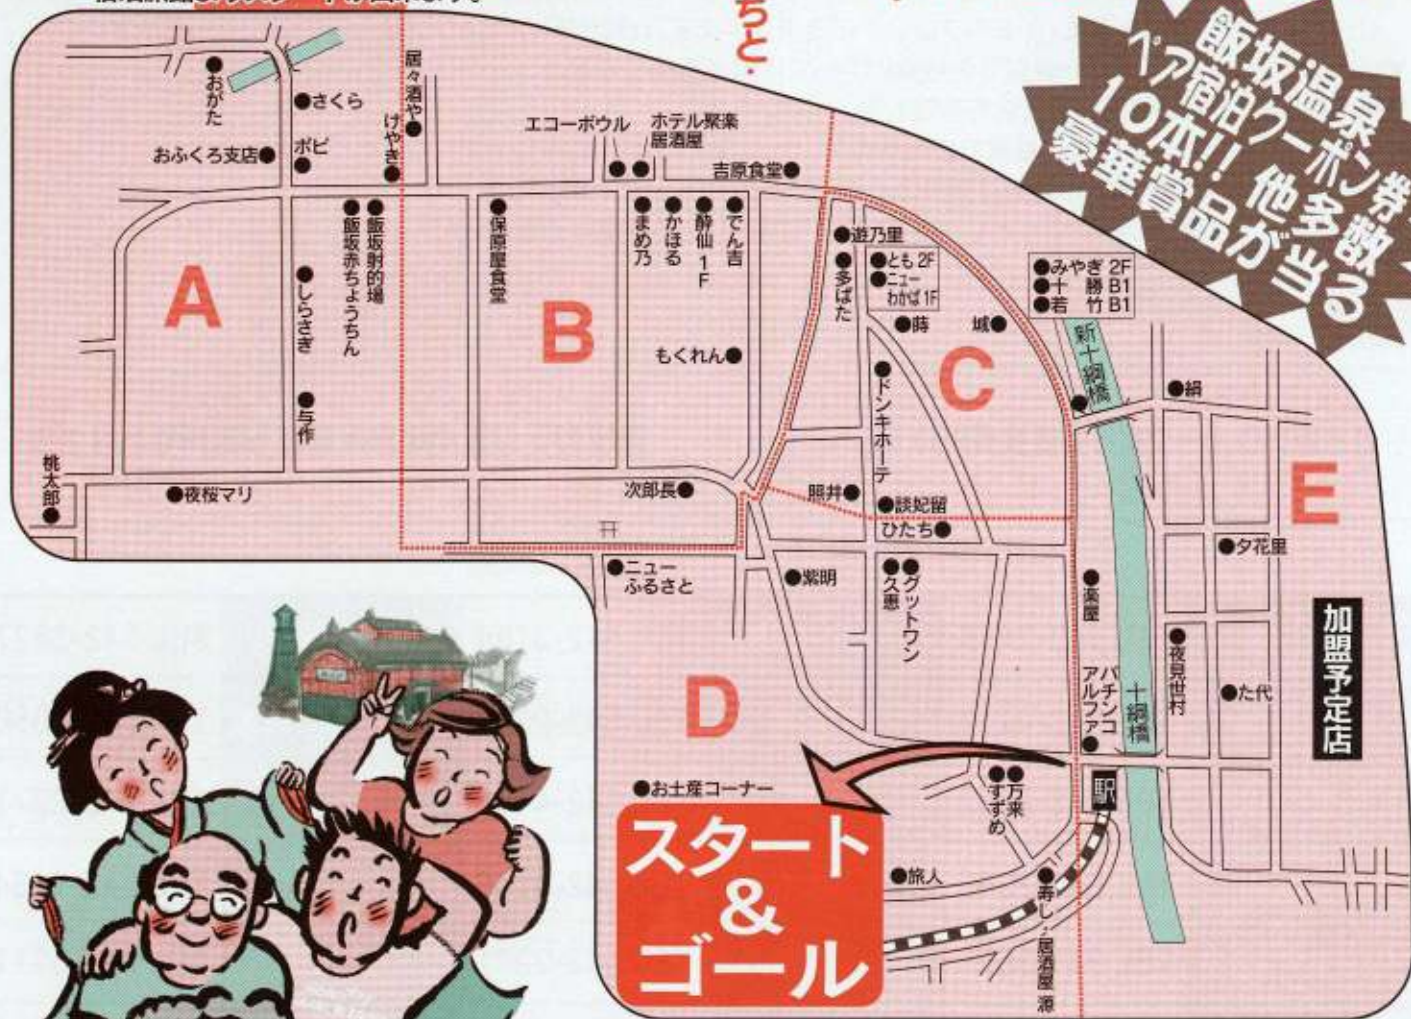 ちと・
飯坂温泉
ペア宿泊クーポン券
10本!! 他多数
豪華賞品が当る
おがた
さくら
居々酒や
けやき
おふくろ支店
ポピ
エコーボウル
ホテル聚楽
居酒屋
吉原食堂
A
しらさぎ
与作
飯坂赤ちょうちん
飯坂射的場
桃太郎
夜桜マリ
B
保原屋食堂
まめ乃
かほる
酔仙 1F
でん吉
もくれん
次郎長
遊乃里
多ばた
とも 2F
ニュー
わかば 1F
蒔
城
C
ドンキホーテ
照井
談妃留
ひたち
みやぎ 2F
十勝 B1
若竹 B1
新十綱橋
絹
E
夕花里
夜見世村
た代
加盟予定店
ニュー
ふるさと
紫明
久恵
グットワン
楽屋
パチンコ
アルファ
十綱橋
D
お土産コーナー
スタート
&
ゴール
万来
すずめ
駅
旅人
寿し/居酒屋 源